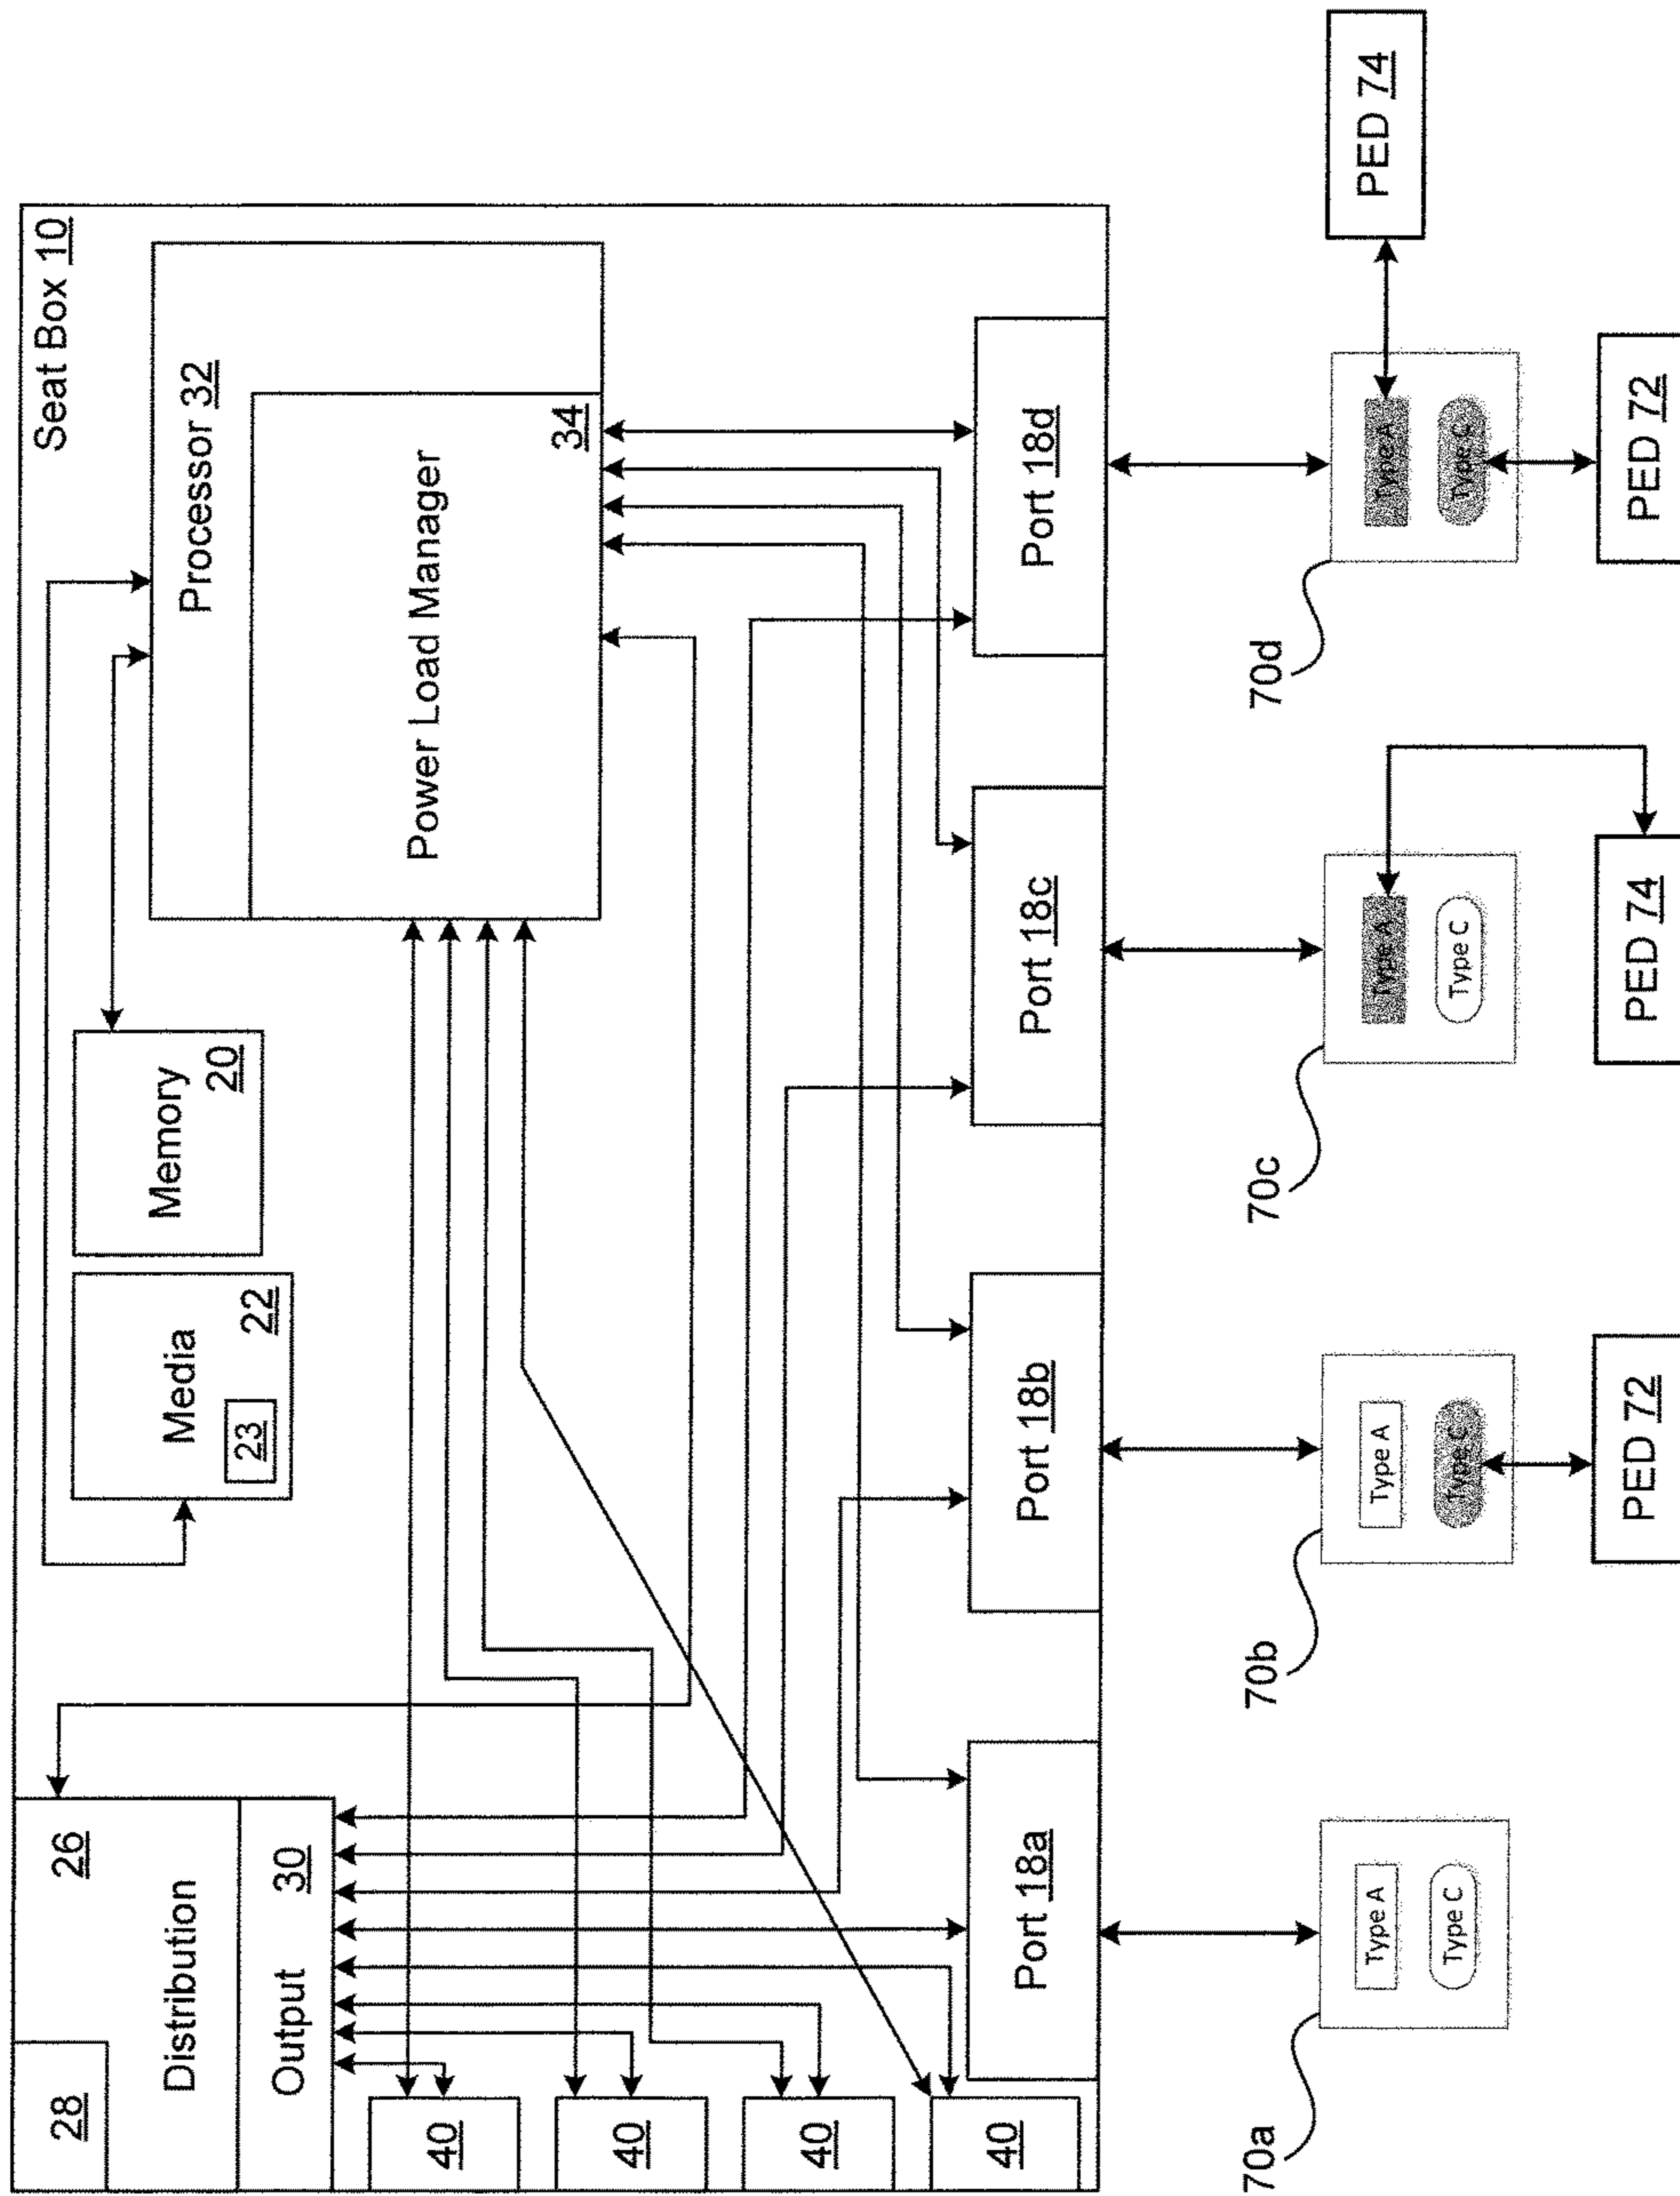 Seat Box 10
Processor 32
Power Load Manager
34
Memory
20
Media
22
23
26
Distribution
28
Output
30
40
40
40
40
Port 18a
Port 18b
Port 18c
Port 18d
70a
Type A
Type C
70b
Type A
Type C
PED 72
70c
Type A
Type C
PED 74
70d
Type A
Type C
PED 74
PED 72